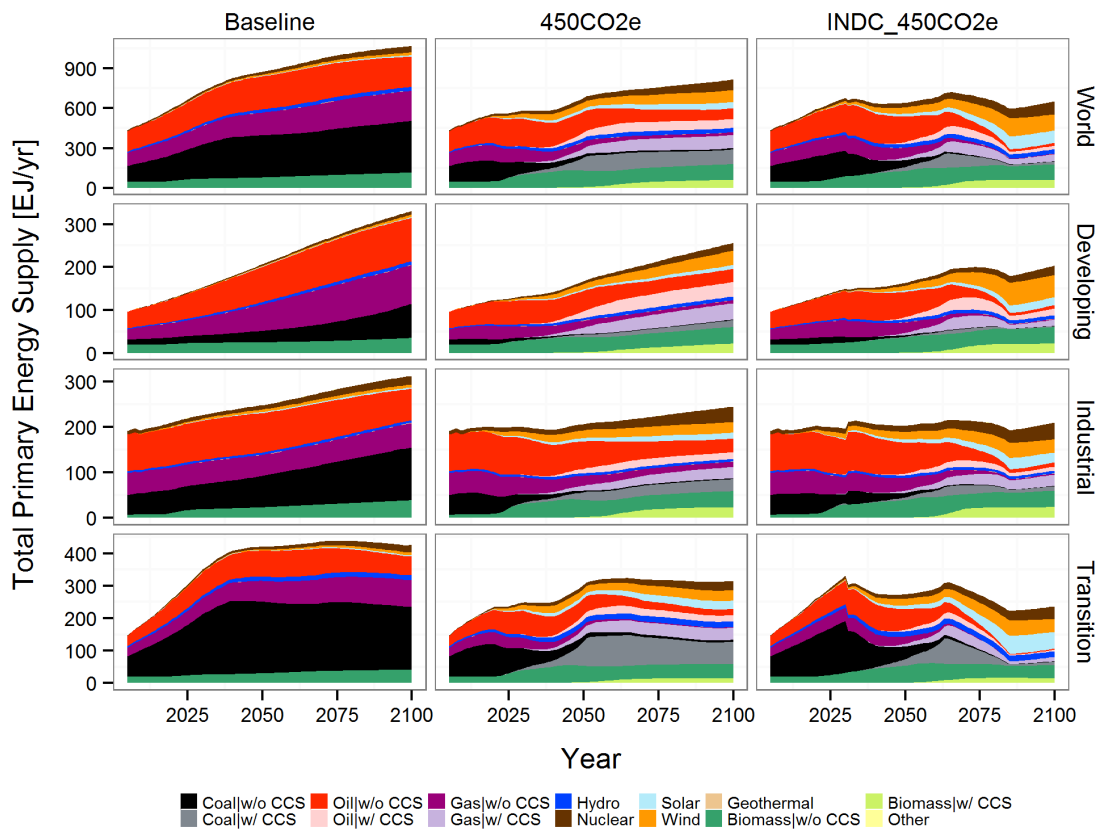 Baseline 450CO2e INDC_450CO2e
Total Primary Energy Supply [EJ/yr]
900
600
300
0
World
300
200
100
0
Developing
300
200
100
0
Industrial
400
300
200
100
0
Transition
2025 2050 2075 2100 2025 2050 2075 2100 2025 2050 2075 2100
Year
Coal|w/o CCS Oil|w/o CCS Gas|w/o CCS Hydro Solar Geothermal Biomass|w/ CCS
Coal|w/ CCS Oil|w/ CCS Gas|w/ CCS Nuclear Wind Biomass|w/o CCS Other